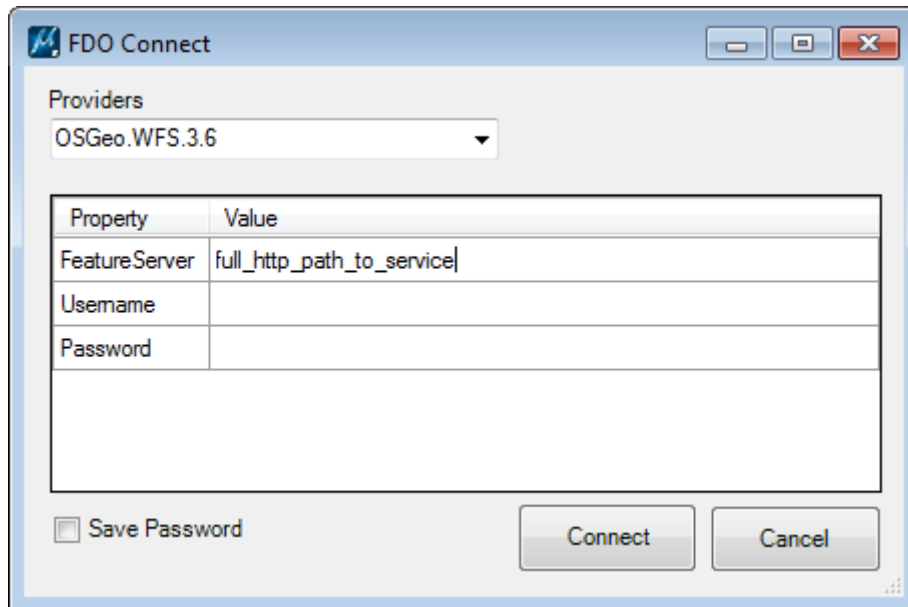 FDO Connect
Providers
OSGeo.WFS.3.6
Property Value
FeatureServer full_http_path_to_service
Username
Password
Save Password Connect Cancel